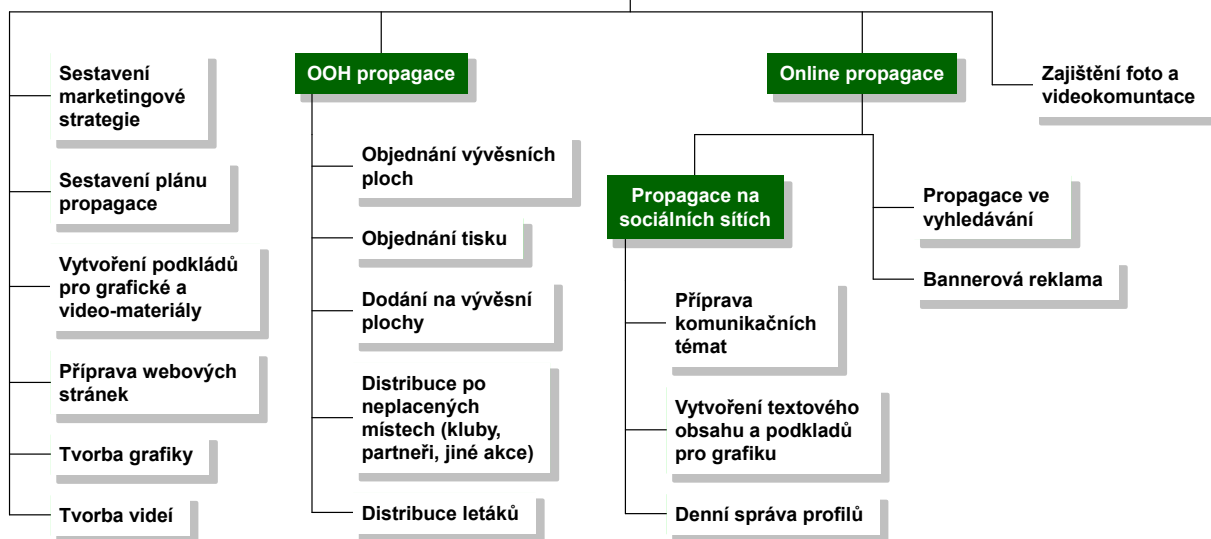 Sestavení
marketingové
strategie
Sestavení plánu
propagace
Vytvoření podkládů
pro grafické a
video-materiály
Příprava webových
stránek
Tvorba grafiky
Tvorba videí
OOH propagace
Objednání vývěsních
ploch
Objednání tisku
Dodání na vývěsní
plochy
Distribuce po
neplacených
místech (kluby,
partneři, jiné akce)
Distribuce letáků
Online propagace
Propagace na
sociálních sítích
Příprava
komunikačních
témat
Vytvoření textového
obsahu a podkladů
pro grafiku
Denní správa profilů
Propagace ve
vyhledávání
Bannerová reklama
Zajištění foto a
videokomuntace